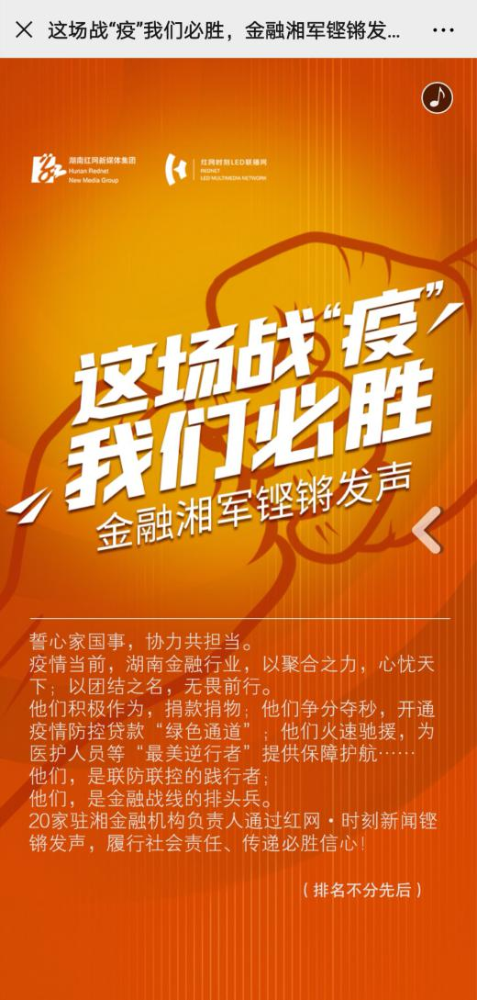 这场战“疫”我们必胜，金融湘军铿锵发...
湖南红网新媒体集团
Hunan Rednet
New Media Group
红网时刻LED联播网
REDNET
LED MULTIMEDIA NETWORK
这场战“疫”
我们必胜
金融湘军铿锵发声
誓心家国事，协力共担当。
疫情当前，湖南金融行业，以聚合之力，心忧天
下；以团结之名，无畏前行。
他们积极作为，捐款捐物；他们争分夺秒，开通
疫情防控贷款“绿色通道”；他们火速驰援，为
医护人员等“最美逆行者”提供保障护航……
他们，是联防联控的践行者；
他们，是金融战线的排头兵。
20家驻湘金融机构负责人通过红网·时刻新闻铿
锵发声，履行社会责任、传递必胜信心！
（排名不分先后）